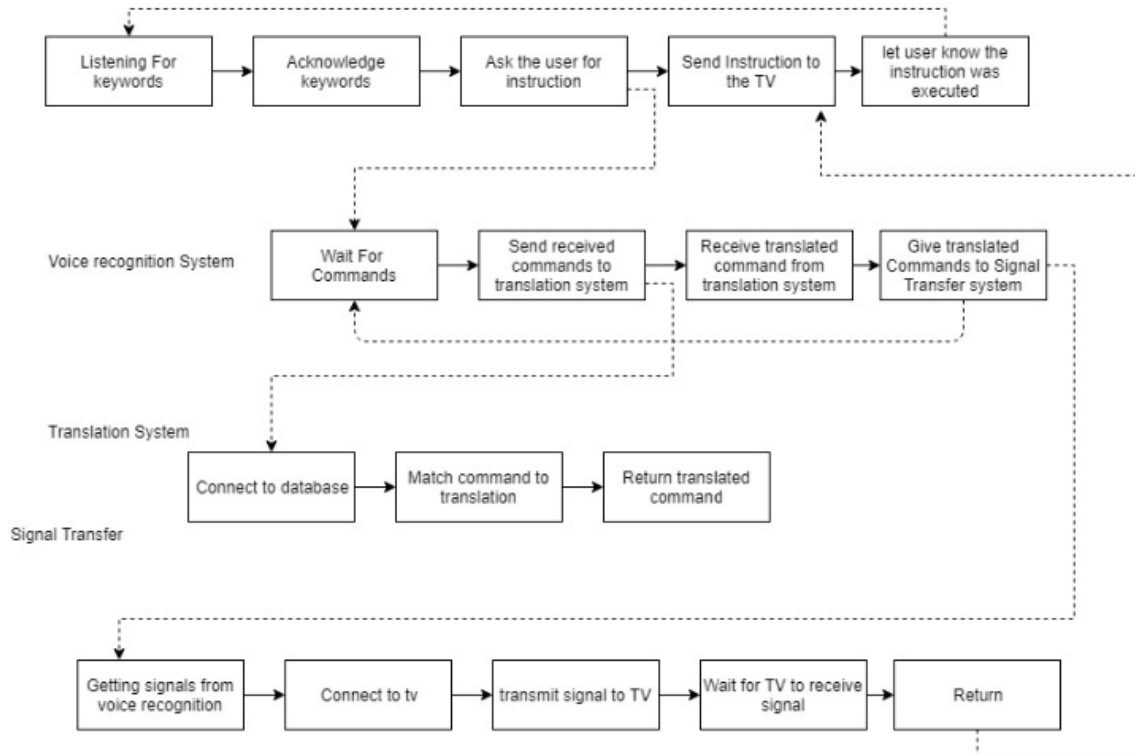 Listening For
keywords
Acknowledge
keywords
Ask the user for
instruction
Send Instruction to
the TV
let user know the
instruction was
executed
Voice recognition System
Wait For
Commands
Send received
commands to
translation system
Receive translated
command from
translation system
Give translated
Commands to Signal
Transfer system
Translation System
Connect to database
Match command to
translation
Return translated
command
Signal Transfer
Getting signals from
voice recognition
Connect to tv
transmit signal to TV
Wait for TV to receive
signal
Return